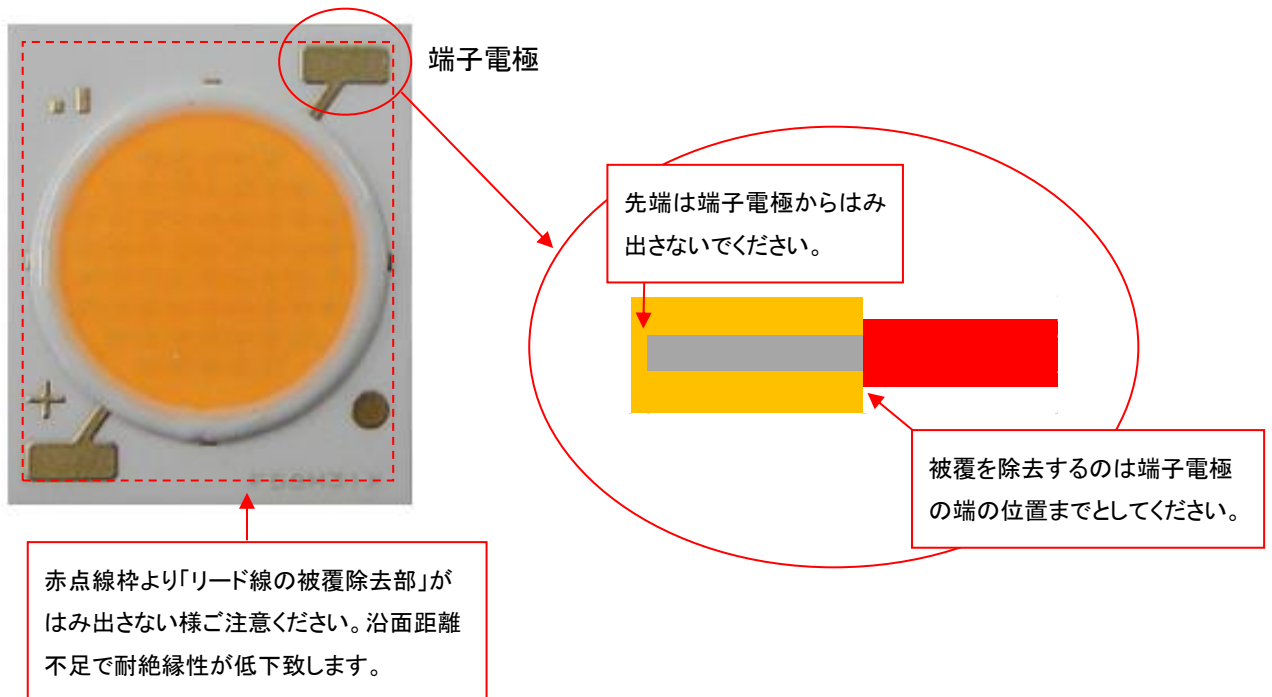 端子電極
-
先端は端子電極からはみ
出さないでください。
+
被覆を除去するのは端子電極
の端の位置までとしてください。
赤点線枠より「リード線の被覆除去部」が
はみ出さない様ご注意ください。沿面距離
不足で耐絶縁性が低下致します。